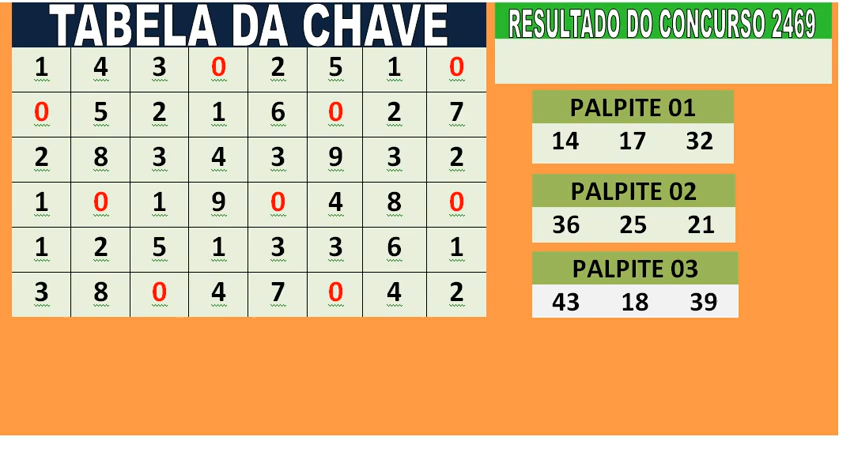 TABELA DA CHAVE
1 4 3 0 2 5 1 0
0 5 2 1 6 0 2 7
2 8 3 4 3 9 3 2
1 0 1 9 0 4 8 0
1 2 5 1 3 3 6 1
3 8 0 4 7 0 4 2
RESULTADO DO CONCURSO 2469
PALPITE 01
14 17 32
PALPITE 02
36 25 21
PALPITE 03
43 18 39